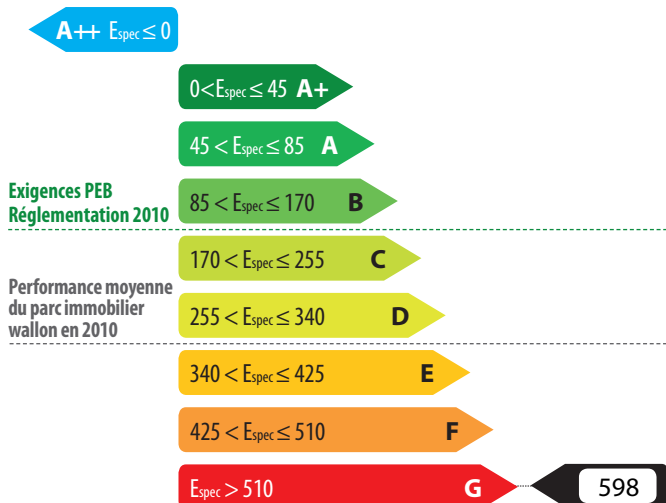 A++ Espec ≤ 0
0 < Espec ≤ 45 A+
45 < Espec ≤ 85 A
Exigences PEB
Réglementation 2010
85 < Espec ≤ 170 B
170 < Espec ≤ 255 C
Performance moyenne
du parc immobilier
wallon en 2010
255 < Espec ≤ 340 D
340 < Espec ≤ 425 E
425 < Espec ≤ 510 F
Espec > 510 G
598